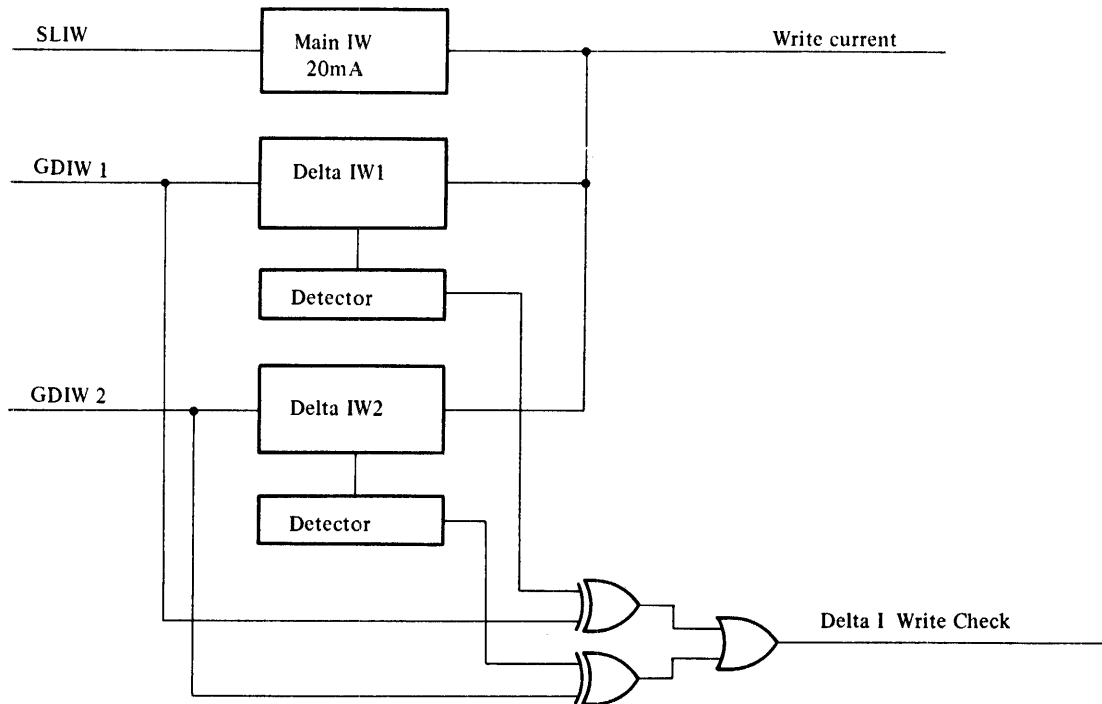 SLIW
Main IW
20mA
Write current
GDIW 1
Delta IW1
Detector
GDIW 2
Delta IW2
Detector
Delta I Write Check